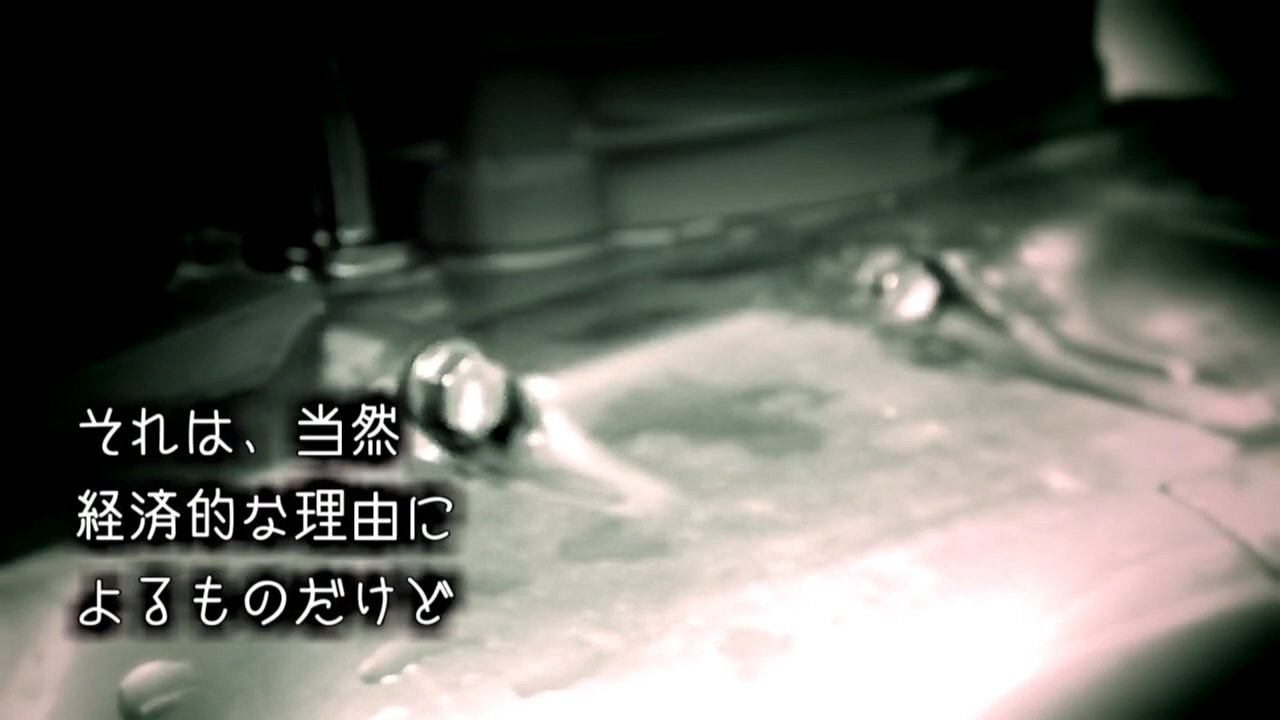 それは、当然
経済的な理由に
よるものだけど